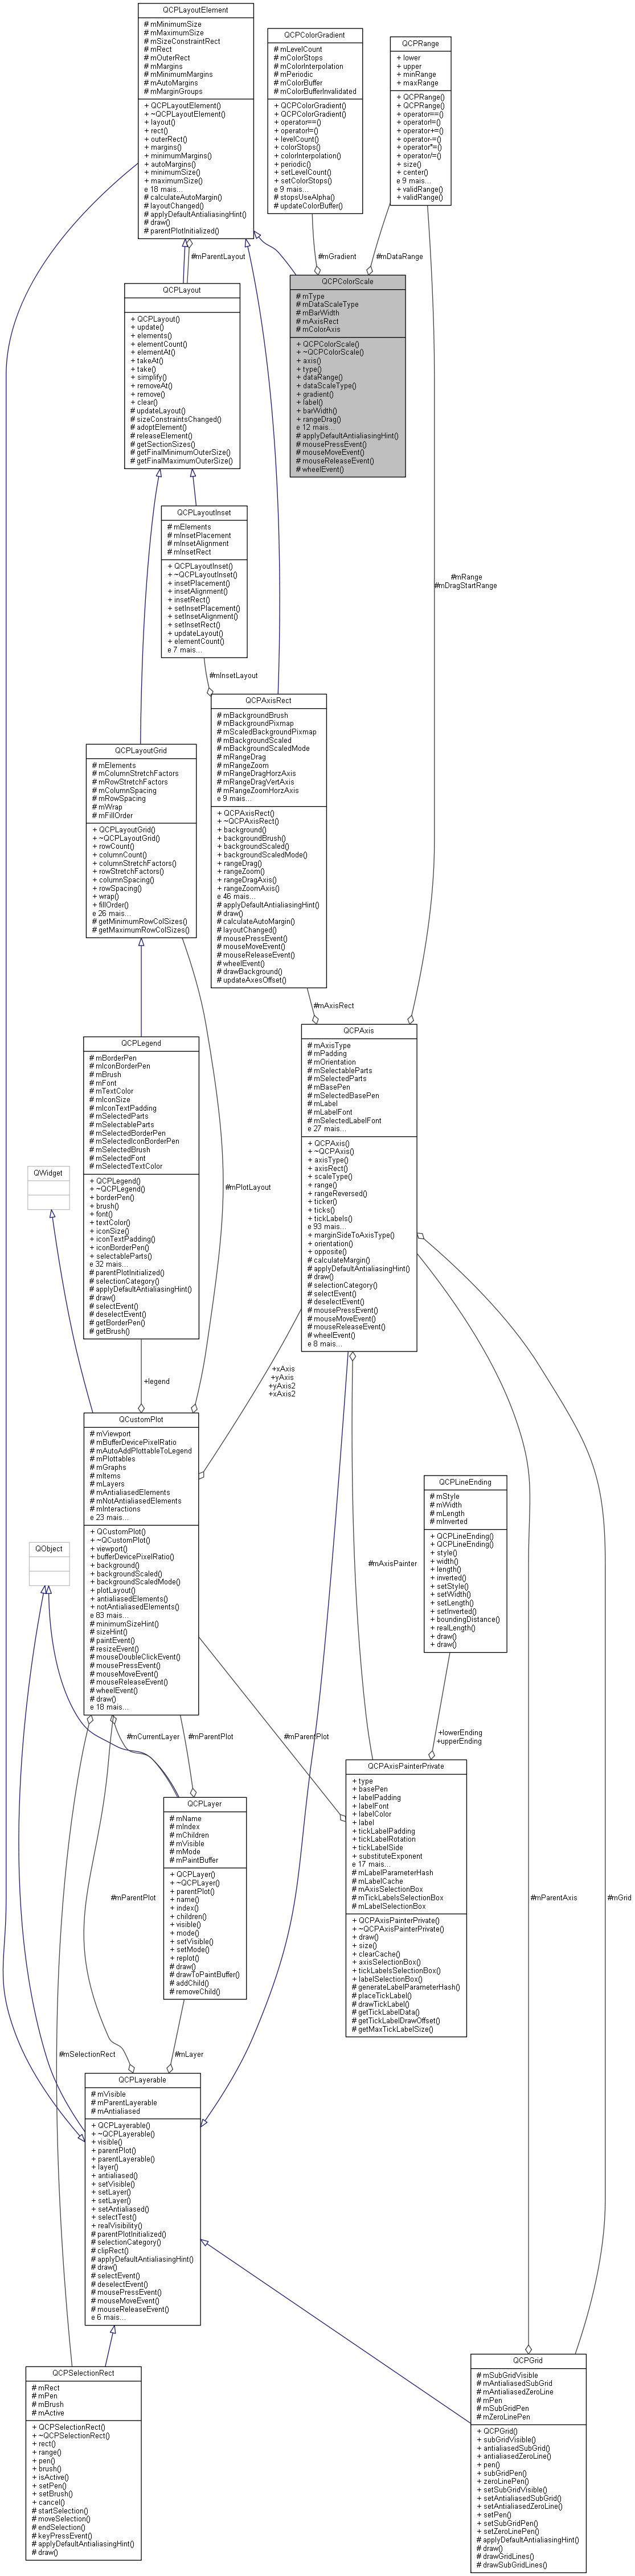 QCPLayoutElement
# mMinimumSize
# mMaximumSize
# mSizeConstraintRect
# mRect
# mOuterRect
# mMargins
# mMinimumMargins
# mAutoMargins
# mMarginGroups
+ QCPLayoutElement()
+ ~QCPLayoutElement()
+ layout()
+ rect()
+ outerRect()
+ margins()
+ minimumMargins()
+ autoMargins()
+ minimumSize()
+ maximumSize()
e 18 mais...
# calculateAutoMargin()
# layoutChanged()
# applyDefaultAntialiasingHint()
# draw()
# parentPlotInitialized()
QCPColorGradient
# mLevelCount
# mColorStops
# mColorInterpolation
# mPeriodic
# mColorBuffer
# mColorBufferInvalidated
+ QCPColorGradient()
+ QCPColorGradient()
+ operator==()
+ operator!=()
+ levelCount()
+ colorStops()
+ colorInterpolation()
+ periodic()
+ setLevelCount()
+ setColorStops()
e 9 mais...
# stopsUseAlpha()
# updateColorBuffer()
QCPRange
+ lower
+ upper
+ minRange
+ maxRange
+ QCPRange()
+ QCPRange()
+ operator==()
+ operator!=()
+ operator+=()
+ operator-=()
+ operator*=()
+ operator/=()
+ size()
+ center()
e 9 mais...
+ validRange()
+ validRange()
#mParentLayout
#mGradient
#mDataRange
QCPLayout
+ QCPLayout()
+ update()
+ elements()
+ elementCount()
+ elementAt()
+ takeAt()
+ take()
+ simplify()
+ removeAt()
+ remove()
+ clear()
# updateLayout()
# sizeConstraintsChanged()
# adoptElement()
# releaseElement()
# getSectionSizes()
# getFinalMinimumOuterSize()
# getFinalMaximumOuterSize()
QCPColorScale
# mType
# mDataScaleType
# mBarWidth
# mAxisRect
# mColorAxis
+ QCPColorScale()
+ ~QCPColorScale()
+ axis()
+ type()
+ dataRange()
+ dataScaleType()
+ gradient()
+ label()
+ barWidth()
+ rangeDrag()
e 12 mais...
# applyDefaultAntialiasingHint()
# mousePressEvent()
# mouseMoveEvent()
# mouseReleaseEvent()
# wheelEvent()
QCPLayoutInset
# mElements
# mInsetPlacement
# mInsetAlignment
# mInsetRect
+ QCPLayoutInset()
+ ~QCPLayoutInset()
+ insetPlacement()
+ insetAlignment()
+ insetRect()
+ setInsetPlacement()
+ setInsetAlignment()
+ setInsetRect()
+ updateLayout()
+ elementCount()
e 7 mais...
#mRange
#mDragStartRange
#mInsetLayout
QCPAxisRect
# mBackgroundBrush
# mBackgroundPixmap
# mScaledBackgroundPixmap
# mBackgroundScaled
# mBackgroundScaledMode
# mRangeDrag
# mRangeZoom
# mRangeDragHorzAxis
# mRangeDragVertAxis
# mRangeZoomHorzAxis
e 9 mais...
+ QCPAxisRect()
+ ~QCPAxisRect()
+ background()
+ backgroundBrush()
+ backgroundScaled()
+ backgroundScaledMode()
+ rangeDrag()
+ rangeZoom()
+ rangeDragAxis()
+ rangeZoomAxis()
e 46 mais...
# applyDefaultAntialiasingHint()
# draw()
# calculateAutoMargin()
# layoutChanged()
# mousePressEvent()
# mouseMoveEvent()
# mouseReleaseEvent()
# wheelEvent()
# drawBackground()
# updateAxesOffset()
QCPLayoutGrid
# mElements
# mColumnStretchFactors
# mRowStretchFactors
# mColumnSpacing
# mRowSpacing
# mWrap
# mFillOrder
+ QCPLayoutGrid()
+ ~QCPLayoutGrid()
+ rowCount()
+ columnCount()
+ columnStretchFactors()
+ rowStretchFactors()
+ columnSpacing()
+ rowSpacing()
+ wrap()
+ fillOrder()
e 26 mais...
# getMinimumRowColSizes()
# getMaximumRowColSizes()
#mAxisRect
QCPLegend
# mBorderPen
# mIconBorderPen
# mBrush
# mFont
# mTextColor
# mIconSize
# mIconTextPadding
# mSelectedParts
# mSelectableParts
# mSelectedBorderPen
# mSelectedIconBorderPen
# mSelectedBrush
# mSelectedFont
# mSelectedTextColor
+ QCPLegend()
+ ~QCPLegend()
+ borderPen()
+ brush()
+ font()
+ textColor()
+ iconSize()
+ iconTextPadding()
+ iconBorderPen()
+ selectableParts()
e 32 mais...
# parentPlotInitialized()
# selectionCategory()
# applyDefaultAntialiasingHint()
# draw()
# selectEvent()
# deselectEvent()
# getBorderPen()
# getBrush()
QCPAxis
# mAxisType
# mPadding
# mOrientation
# mSelectableParts
# mSelectedParts
# mBasePen
# mSelectedBasePen
# mLabel
# mLabelFont
# mSelectedLabelFont
e 27 mais...
+ QCPAxis()
+ ~QCPAxis()
+ axisType()
+ axisRect()
+ scaleType()
+ range()
+ rangeReversed()
+ ticker()
+ ticks()
+ tickLabels()
e 93 mais...
+ marginSideToAxisType()
+ orientation()
+ opposite()
# calculateMargin()
# applyDefaultAntialiasingHint()
# draw()
# selectionCategory()
# selectEvent()
# deselectEvent()
# mousePressEvent()
# mouseMoveEvent()
# mouseReleaseEvent()
# wheelEvent()
e 8 mais...
QWidget
#mPlotLayout
+legend
+xAxis
+yAxis
+yAxis2
+xAxis2
QCustomPlot
# mViewport
# mBufferDevicePixelRatio
# mAutoAddPlottableToLegend
# mPlottables
# mGraphs
# mItems
# mLayers
# mAntialiasedElements
# mNotAntialiasedElements
# mInteractions
e 23 mais...
+ QCustomPlot()
+ ~QCustomPlot()
+ viewport()
+ bufferDevicePixelRatio()
+ background()
+ backgroundScaled()
+ backgroundScaledMode()
+ plotLayout()
+ antialiasedElements()
+ notAntialiasedElements()
e 83 mais...
# minimumSizeHint()
# sizeHint()
# paintEvent()
# resizeEvent()
# mouseDoubleClickEvent()
# mousePressEvent()
# mouseMoveEvent()
# mouseReleaseEvent()
# wheelEvent()
# draw()
e 18 mais...
QObject
QCPLineEnding
# mStyle
# mWidth
# mLength
# mInverted
+ QCPLineEnding()
+ QCPLineEnding()
+ style()
+ width()
+ length()
+ inverted()
+ setStyle()
+ setWidth()
+ setLength()
+ setInverted()
+ boundingDistance()
+ realLength()
+ draw()
+ draw()
#mAxisPainter
#mCurrentLayer
#mParentPlot
#mParentPlot
+lowerEnding
+upperEnding
QCPLayer
# mName
# mIndex
# mChildren
# mVisible
# mMode
# mPaintBuffer
+ QCPLayer()
+ ~QCPLayer()
+ parentPlot()
+ name()
+ index()
+ children()
+ visible()
+ mode()
+ setVisible()
+ setMode()
+ replot()
# draw()
# drawToPaintBuffer()
# addChild()
# removeChild()
QCPAxisPainterPrivate
+ type
+ basePen
+ labelPadding
+ labelFont
+ labelColor
+ label
+ tickLabelPadding
+ tickLabelRotation
+ tickLabelSide
+ substituteExponent
e 17 mais...
# mLabelParameterHash
# mLabelCache
# mAxisSelectionBox
# mTickLabelsSelectionBox
# mLabelSelectionBox
+ QCPAxisPainterPrivate()
+ ~QCPAxisPainterPrivate()
+ draw()
+ size()
+ clearCache()
+ axisSelectionBox()
+ tickLabelsSelectionBox()
+ labelSelectionBox()
# generateLabelParameterHash()
# placeTickLabel()
# drawTickLabel()
# getTickLabelData()
# getTickLabelDrawOffset()
# getMaxTickLabelSize()
#mParentPlot
#mParentAxis
#mGrid
#mSelectionRect
#mLayer
QCPLayerable
# mVisible
# mParentLayerable
# mAntialiased
+ QCPLayerable()
+ ~QCPLayerable()
+ visible()
+ parentPlot()
+ parentLayerable()
+ layer()
+ antialiased()
+ setVisible()
+ setLayer()
+ setLayer()
+ setAntialiased()
+ selectTest()
+ realVisibility()
# parentPlotInitialized()
# selectionCategory()
# clipRect()
# applyDefaultAntialiasingHint()
# draw()
# selectEvent()
# deselectEvent()
# mousePressEvent()
# mouseMoveEvent()
# mouseReleaseEvent()
e 6 mais...
QCPSelectionRect
# mRect
# mPen
# mBrush
# mActive
+ QCPSelectionRect()
+ ~QCPSelectionRect()
+ rect()
+ range()
+ pen()
+ brush()
+ isActive()
+ setPen()
+ setBrush()
+ cancel()
# startSelection()
# moveSelection()
# endSelection()
# keyPressEvent()
# applyDefaultAntialiasingHint()
# draw()
QCPGrid
# mSubGridVisible
# mAntialiasedSubGrid
# mAntialiasedZeroLine
# mPen
# mSubGridPen
# mZeroLinePen
+ QCPGrid()
+ subGridVisible()
+ antialiasedSubGrid()
+ antialiasedZeroLine()
+ pen()
+ subGridPen()
+ zeroLinePen()
+ setSubGridVisible()
+ setAntialiasedSubGrid()
+ setAntialiasedZeroLine()
+ setPen()
+ setSubGridPen()
+ setZeroLinePen()
# applyDefaultAntialiasingHint()
# draw()
# drawGridLines()
# drawSubGridLines()